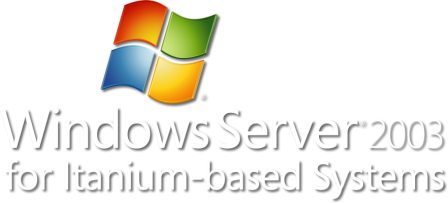 Windows Server® 2003
for Itanium-based Systems